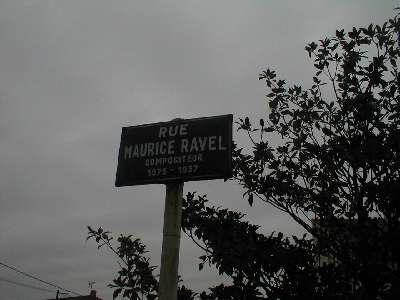 RUE
MAURICE RAVEL
COMPOSITEUR
1875 - 1937